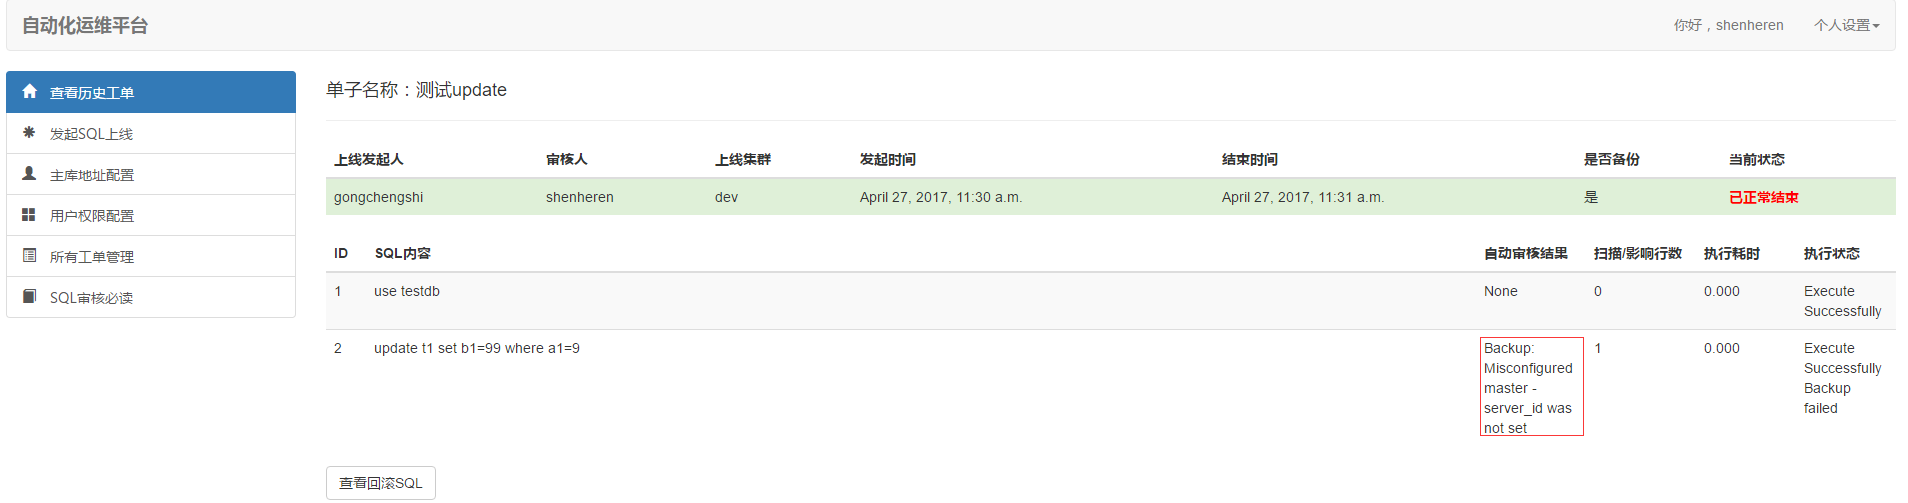 自动化运维平台
你好，shenheren 个人设置
查看历史工单
发起SQL上线
主库地址配置
用户权限配置
所有工单管理
SQL审核必读
单子名称：测试update
上线发起人 审核人 上线集群 发起时间 结束时间 是否备份 当前状态
gongchengshi shenheren dev April 27, 2017, 11:30 a.m. April 27, 2017, 11:31 a.m. 是 已正常结束
ID SQL内容 自动审核结果 扫描/影响行数 执行耗时 执行状态
1 use testdb None 0 0.000 Execute
Successfully
2 update t1 set b1=99 where a1=9 Backup: 1 0.000 Execute
Misconfigured Successfully
master - Backup
server_id was failed
not set
查看回滚SQL